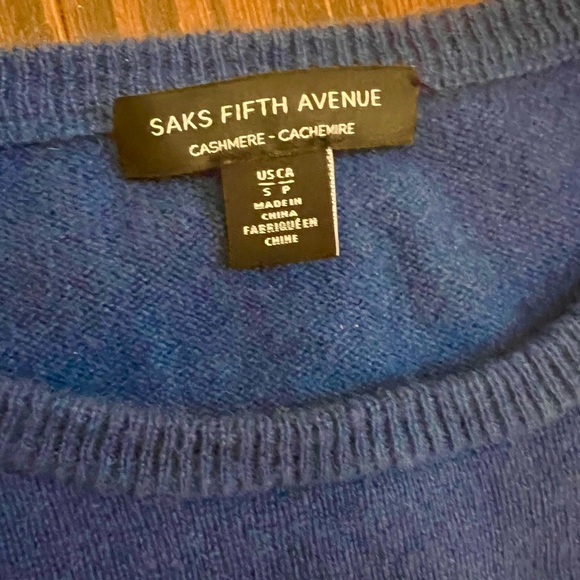 SAKS FIFTH AVENUE
CASHMERE - CACHEMIRE
US CA
S P
MADE IN
CHINA
FABRIQUÉ EN
CHINE